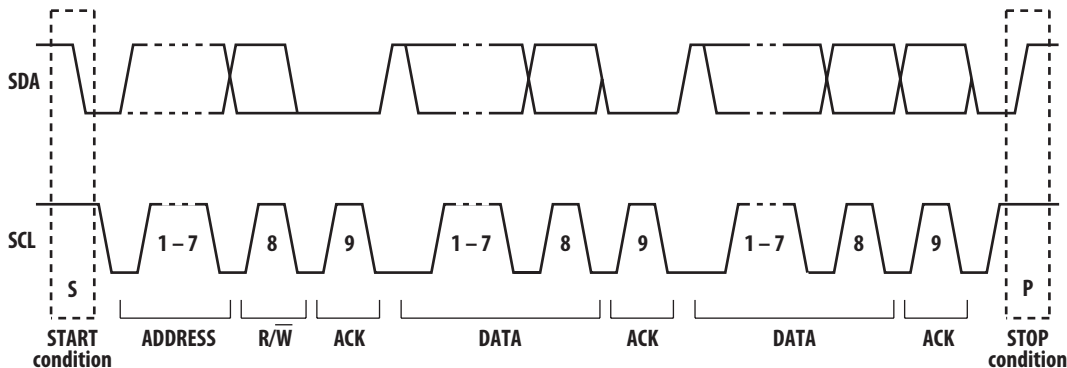 SDA
SCL
1 – 7 8 9 1 – 7 8 9 1 – 7 8 9
S P
START condition ADDRESS R/W̅ ACK DATA ACK DATA ACK STOP condition